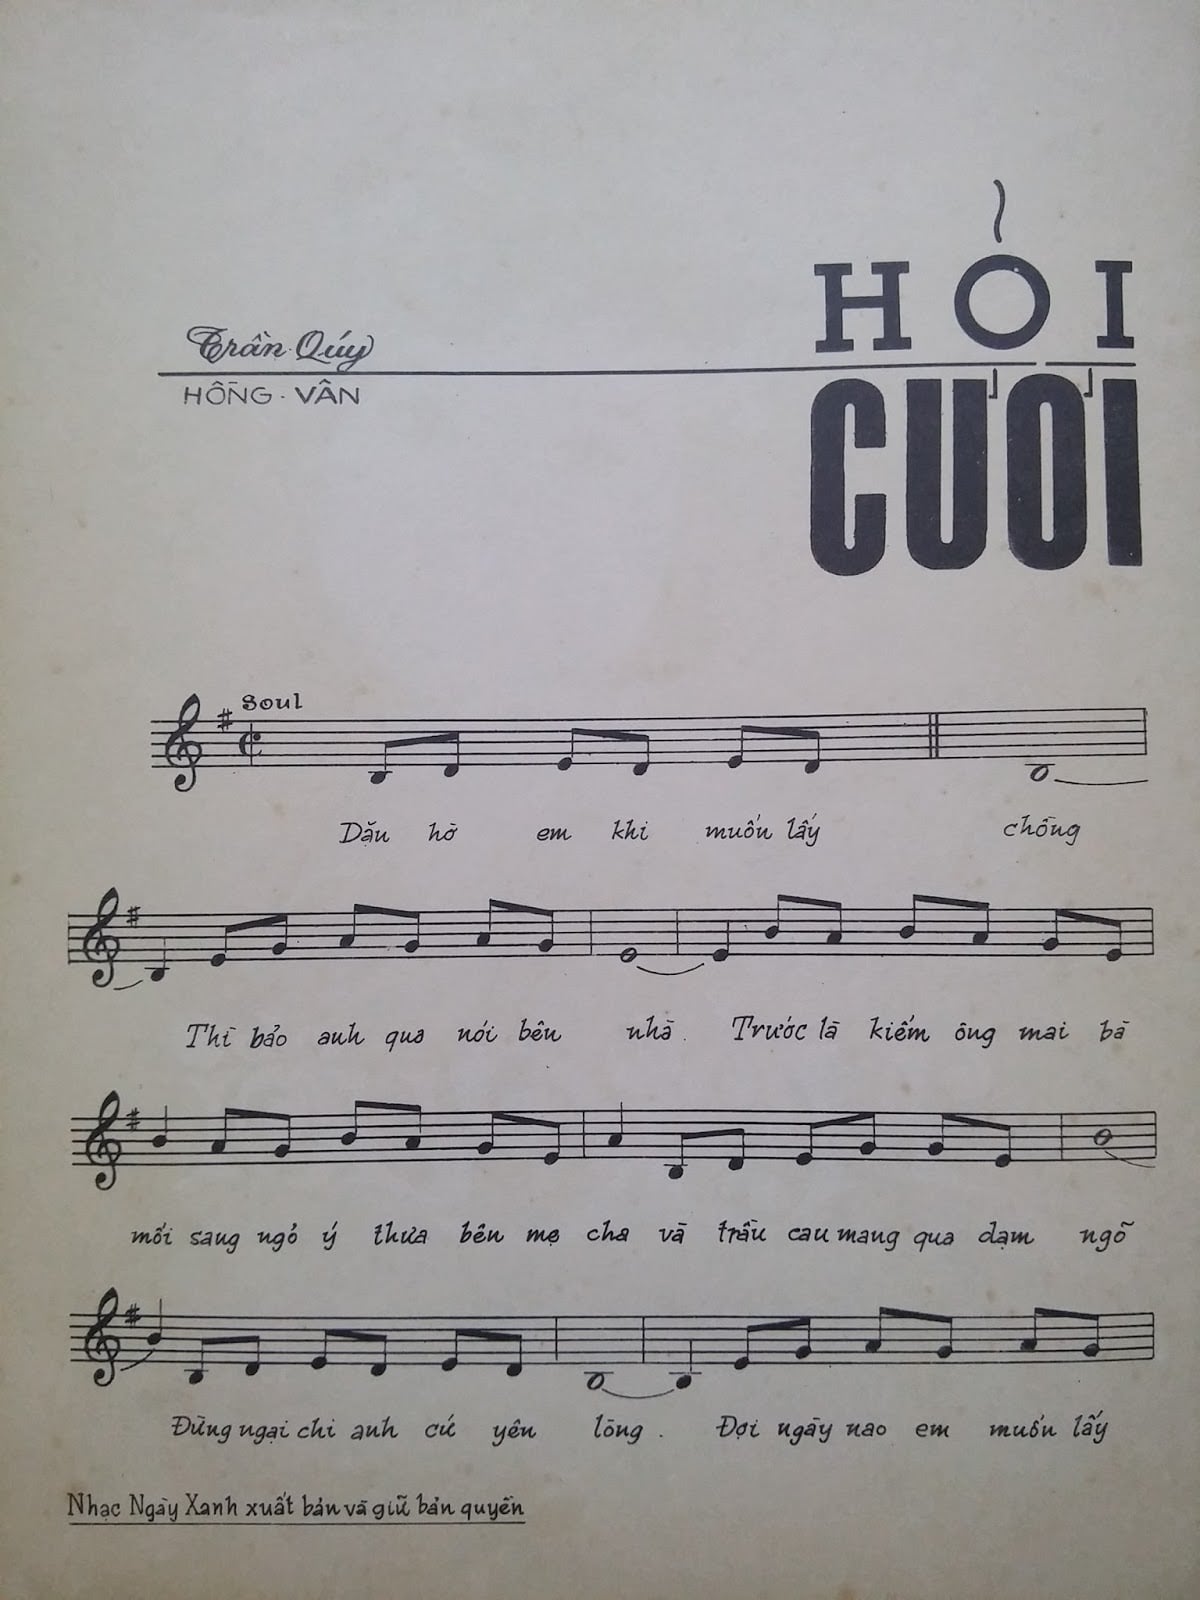 HỎI
CƯỚI
Trần Qúy
HỒNG · VÂN
Soul
Dặn hờ em khi muốn lấy chồng
Thì bảo anh qua nói bên nhà. Trước là kiếm ông mai bà
mối sang ngỏ ý thưa bên mẹ cha và trầu cau mang qua dạm ngõ
Đừng ngại chi anh cứ yên lòng. Đợi ngày nao em muốn lấy
Nhạc Ngày Xanh xuất bản và giữ bản quyền